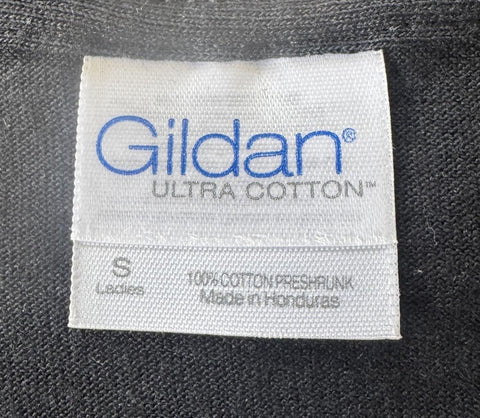 Gildan®
ULTRA COTTON™
S
Ladies
100% COTTON PRESHRUNK
Made in Honduras